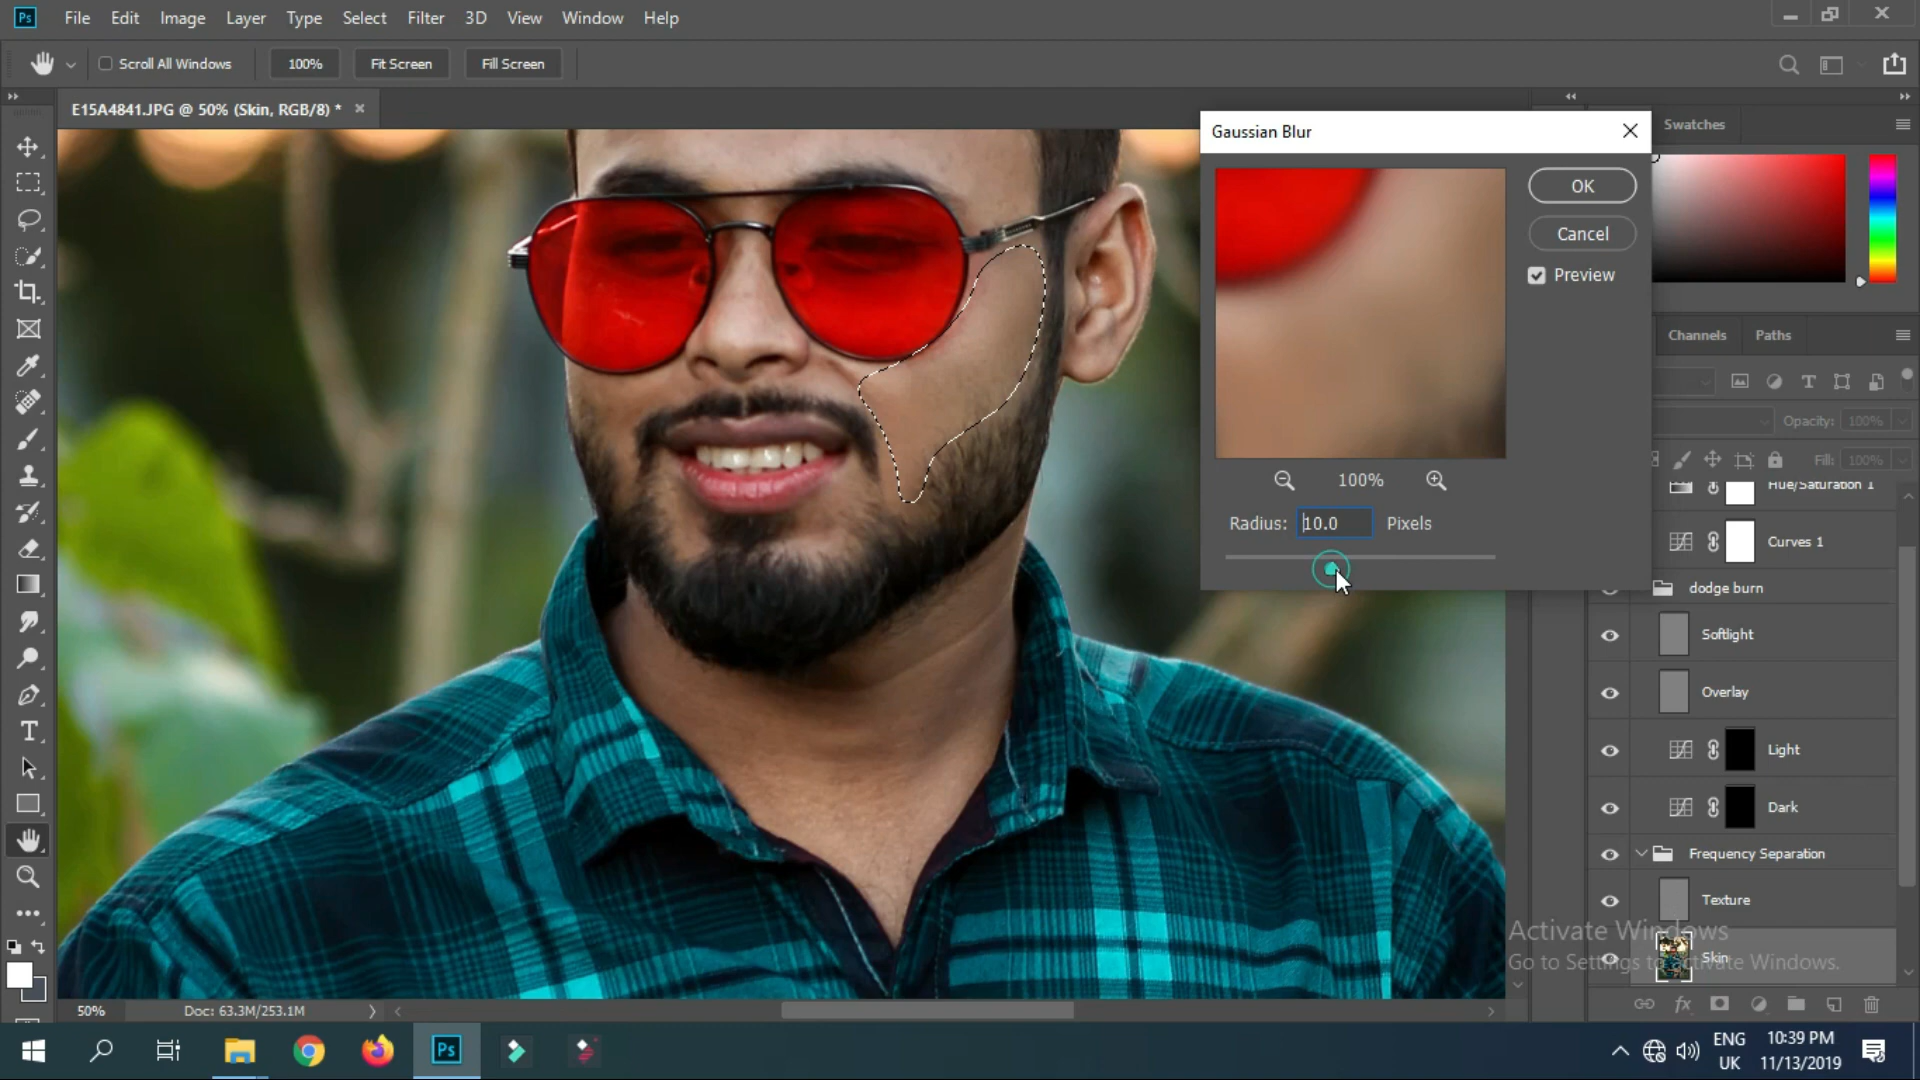 Ps File Edit Image Layer Type Select Filter 3D View Window Help
Scroll All Windows 100% Fit Screen Fill Screen
E15A4841.JPG @ 50% (Skin, RGB/8) *
Swatches
Gaussian Blur
OK
Cancel
Preview
100%
Radius: 10.0 Pixels
Channels Paths
Opacity: 100%
Fill: 100%
Hue/Saturation 1
Curves 1
dodge burn
Softlight
Overlay
Light
Dark
Frequency Separation
Texture
Skin
Activate Windows
Go to Settings to activate Windows.
50% Doc: 63.3M/253.1M
Ps
ENG
UK
10:39 PM
11/13/2019